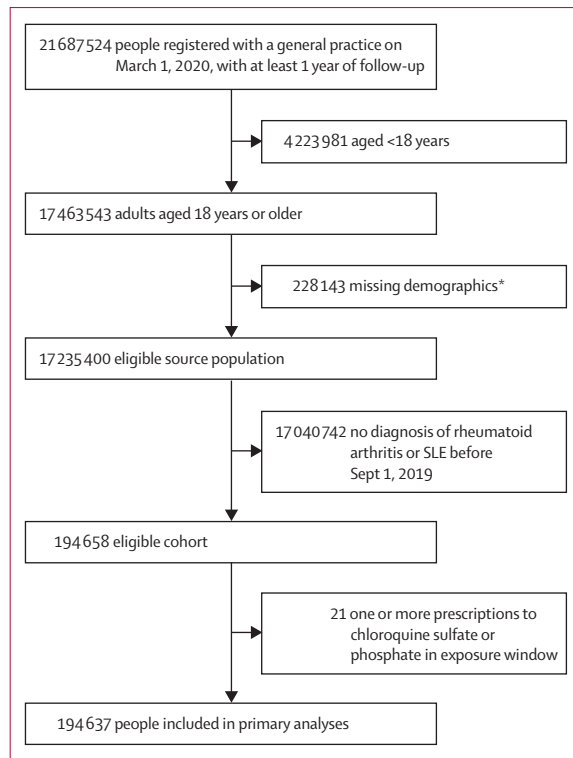 21 687 524 people registered with a general practice on
March 1, 2020, with at least 1 year of follow-up
4 223 981 aged <18 years
17 463 543 adults aged 18 years or older
228 143 missing demographics*
17 235 400 eligible source population
17 040 742 no diagnosis of rheumatoid
arthritis or SLE before
Sept 1, 2019
194 658 eligible cohort
21 one or more prescriptions to
chloroquine sulfate or
phosphate in exposure window
194 637 people included in primary analyses